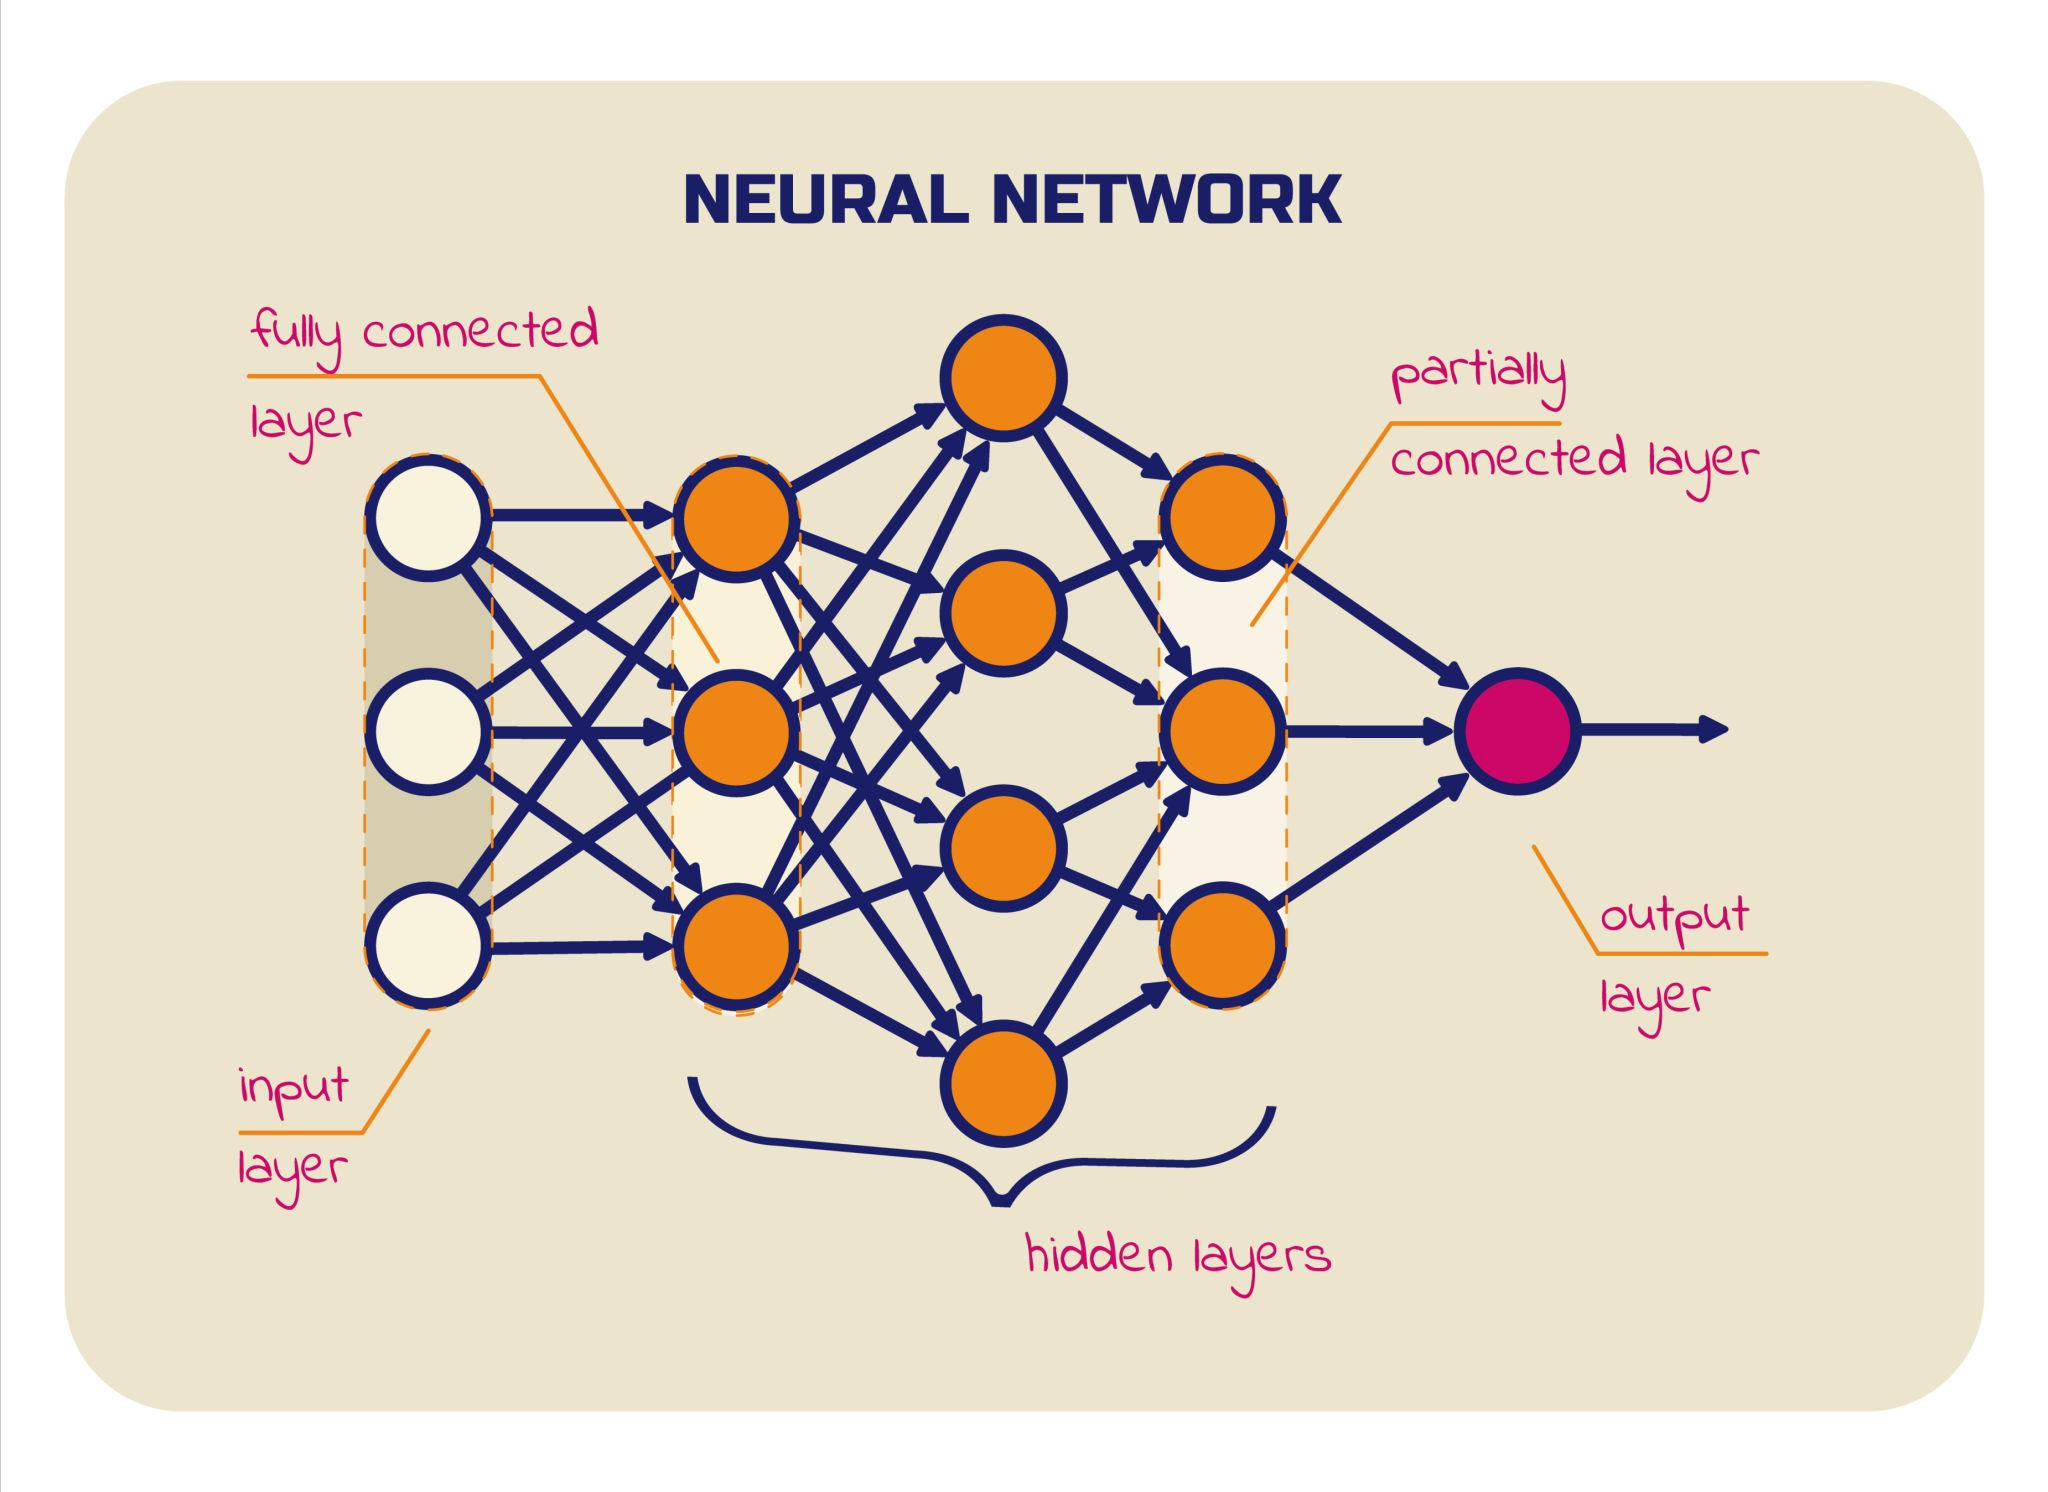 NEURAL NETWORK
fully connected
layer
partially
connected layer
output
layer
input
layer
hidden layers